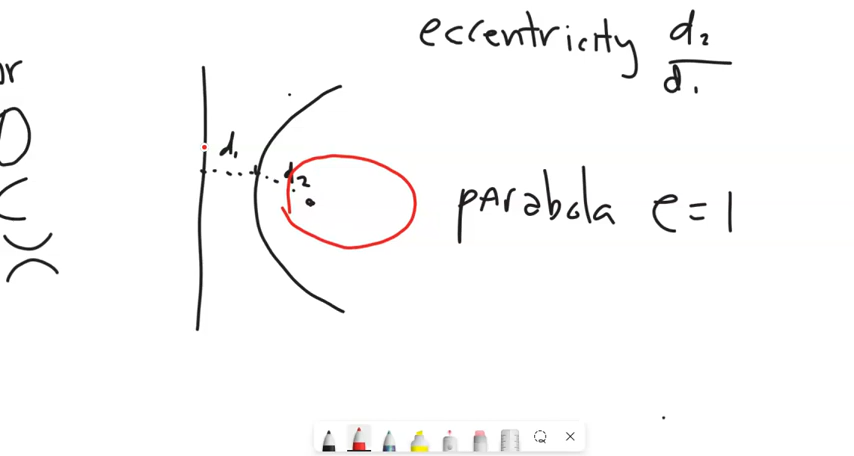 eccentricity d₂/d₁
d₁
d₂
parabola e=1